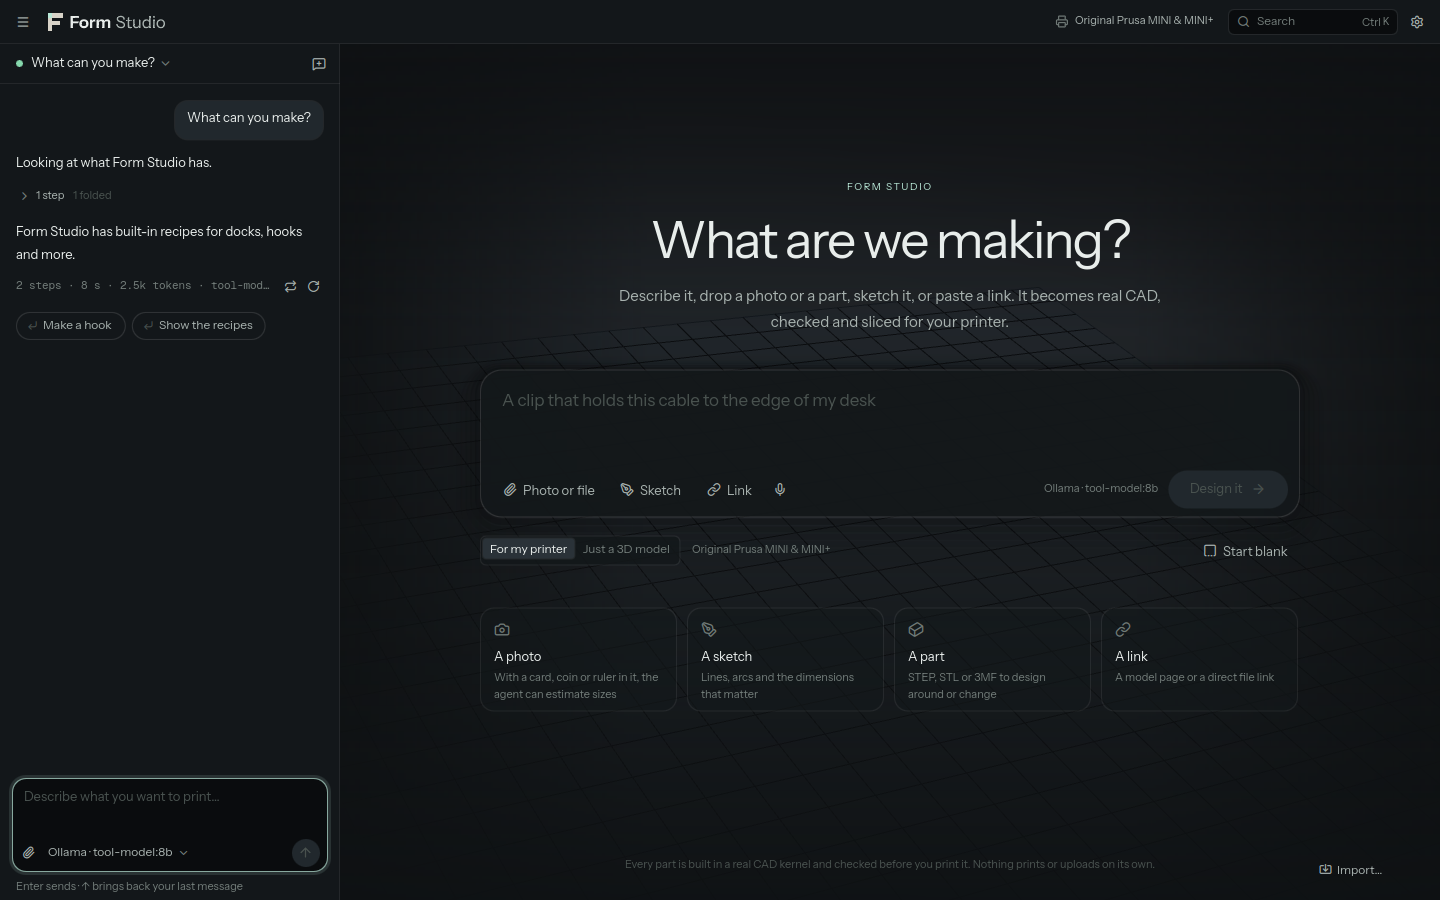 Form Studio
Original Prusa MINI & MINI+
Search
Ctrl K
What can you make?
What can you make?
Looking at what Form Studio has.
1 step 1 folded
Form Studio has built-in recipes for docks, hooks
and more.
2 steps · 8 s · 2.5k tokens · tool-mod…
Make a hook
Show the recipes
Describe what you want to print...
Ollama · tool-model:8b
Enter sends · ↑ brings back your last message
FORM STUDIO
What are we making?
Describe it, drop a photo or a part, sketch it, or paste a link. It becomes real CAD,
checked and sliced for your printer.
A clip that holds this cable to the edge of my desk
Photo or file
Sketch
Link
Ollama · tool-model:8b
Design it
For my printer
Just a 3D model
Original Prusa MINI & MINI+
Start blank
A photo
With a card, coin or ruler in it, the
agent can estimate sizes
A sketch
Lines, arcs and the dimensions
that matter
A part
STEP, STL or 3MF to design
around or change
A link
A model page or a direct file link
Every part is built in a real CAD kernel and checked before you print it. Nothing prints or uploads on its own.
Import...